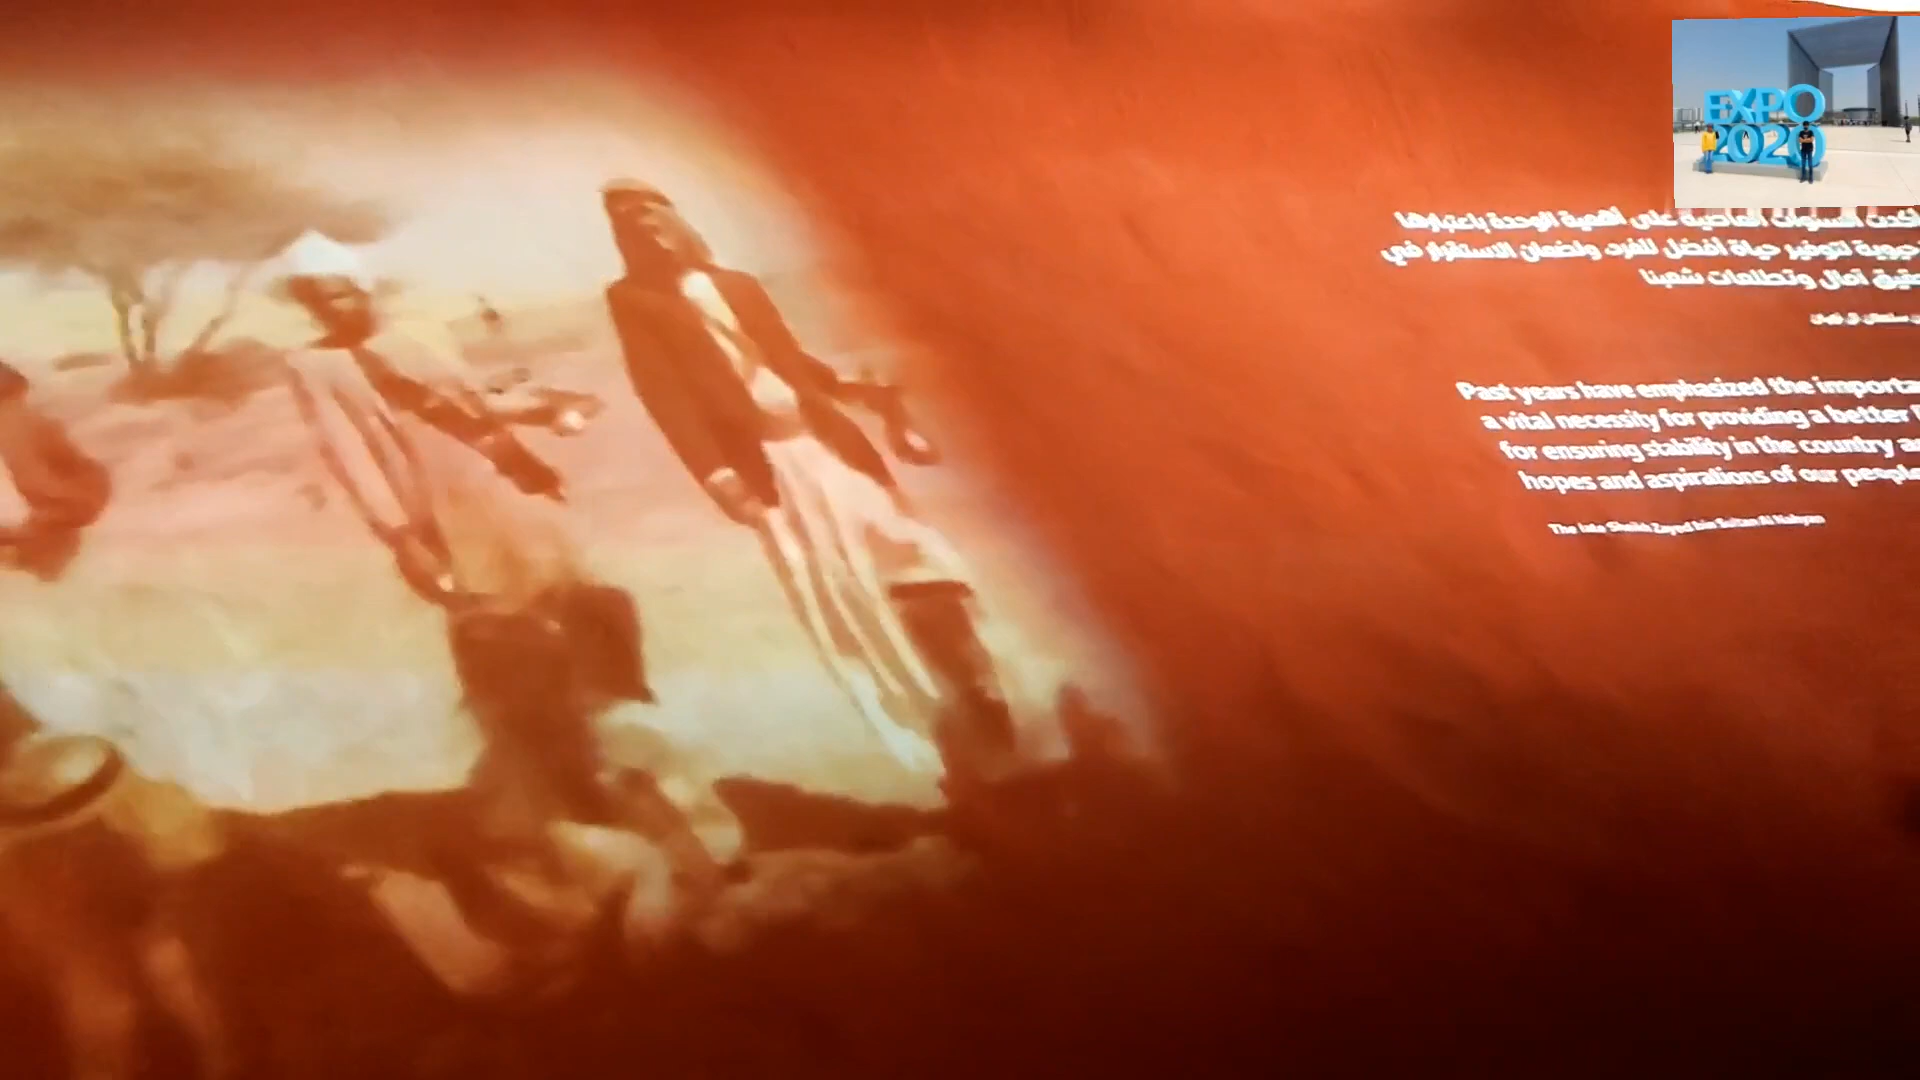 EXPO
2020
أكدت السنوات الماضية على أهمية الوحدة باعتبارها
حيوية لتوفير حياة أفضل للفرد، ولضمان الاستقرار في
آمال وتطلعات شعبنا
Past years have emphasized the importa
a vital necessity for providing a better
for ensuring stability in the country a
hopes and aspirations of our people
The late Sheikh Zayed bin Sultan Al Nahyan